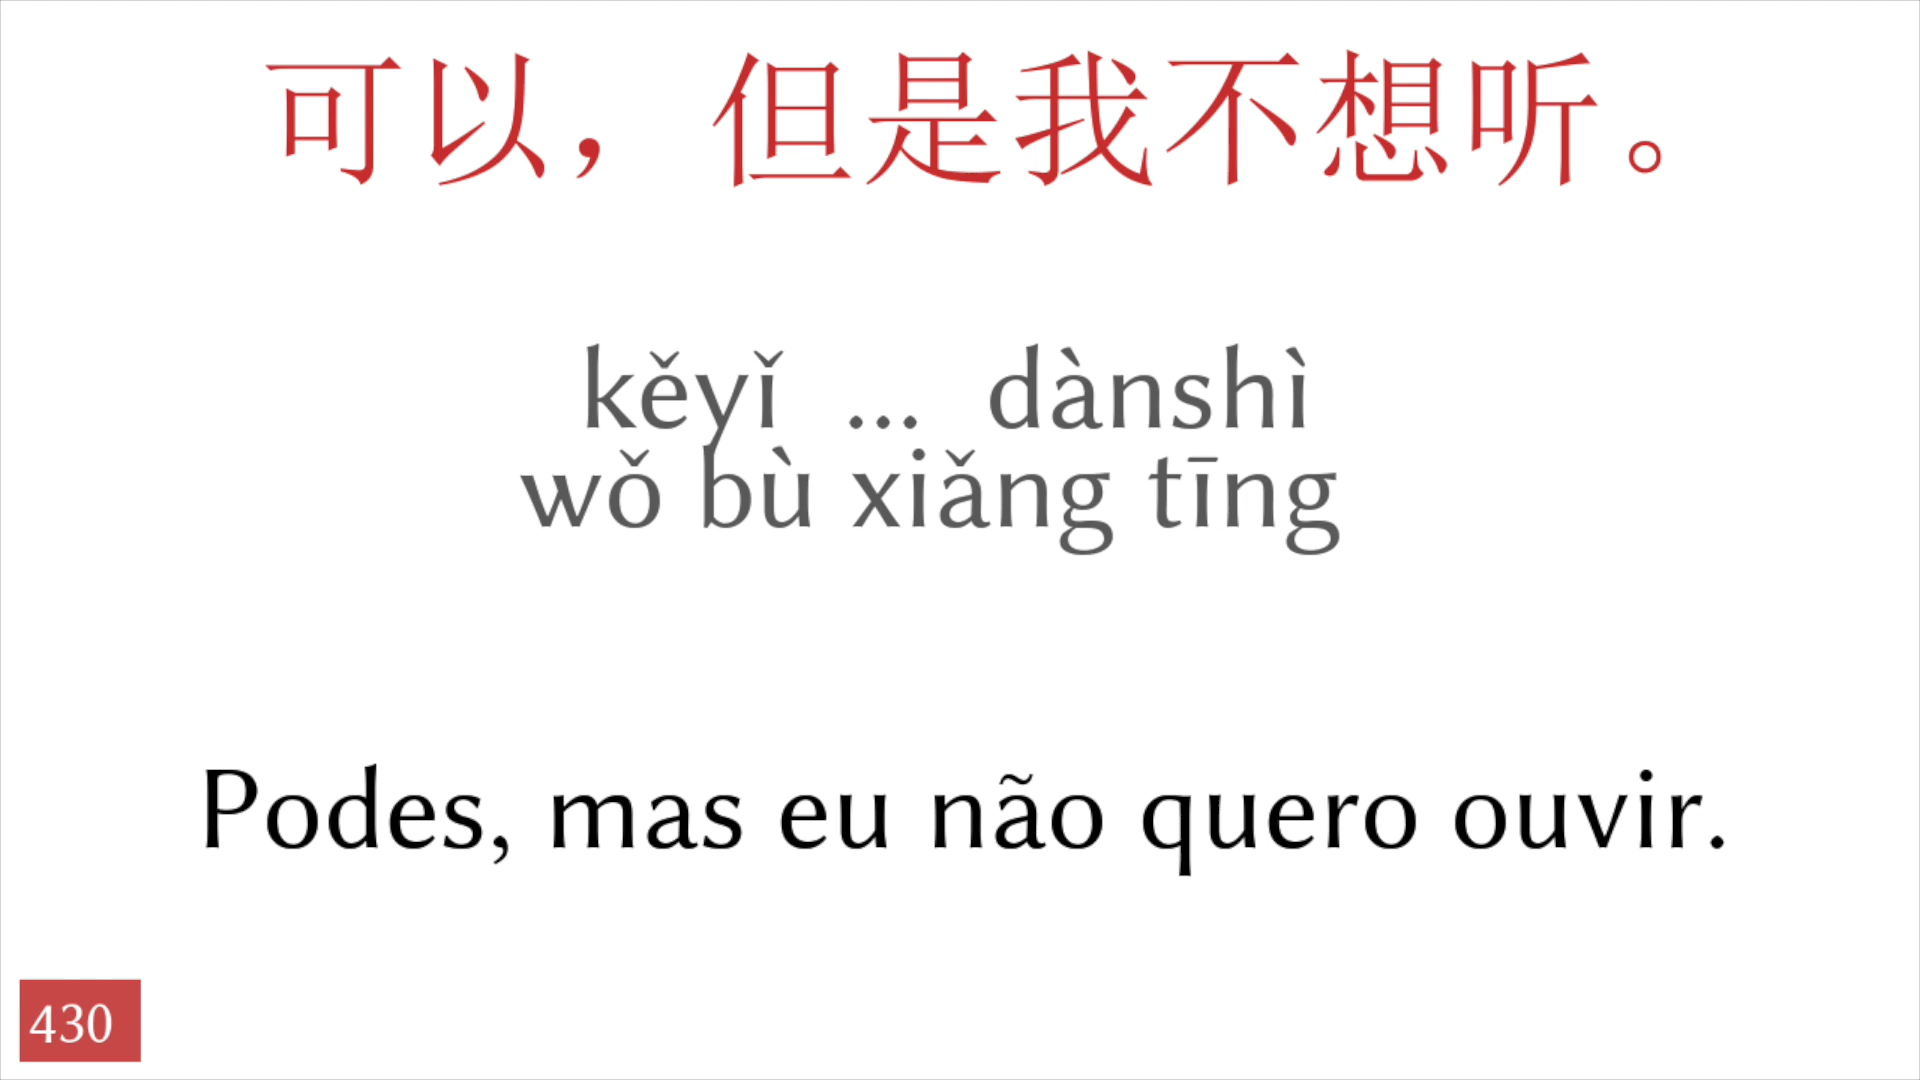 可以，但是我不想听。
kěyǐ ... dànshì
wǒ bù xiǎng tīng
Podes, mas eu não quero ouvir.
430